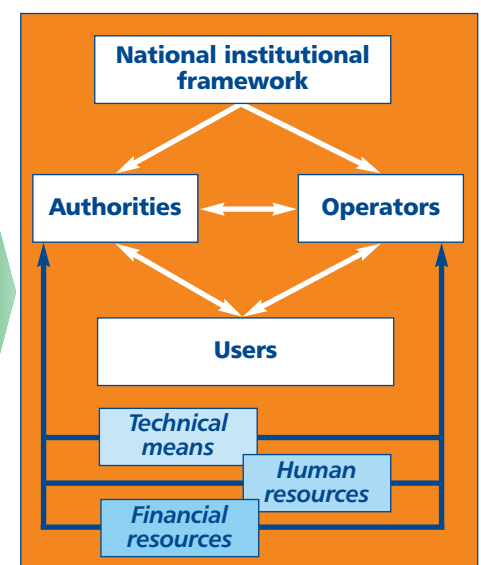 National institutional
framework
Authorities
Operators
Users
Technical
means
Human
resources
Financial
resources